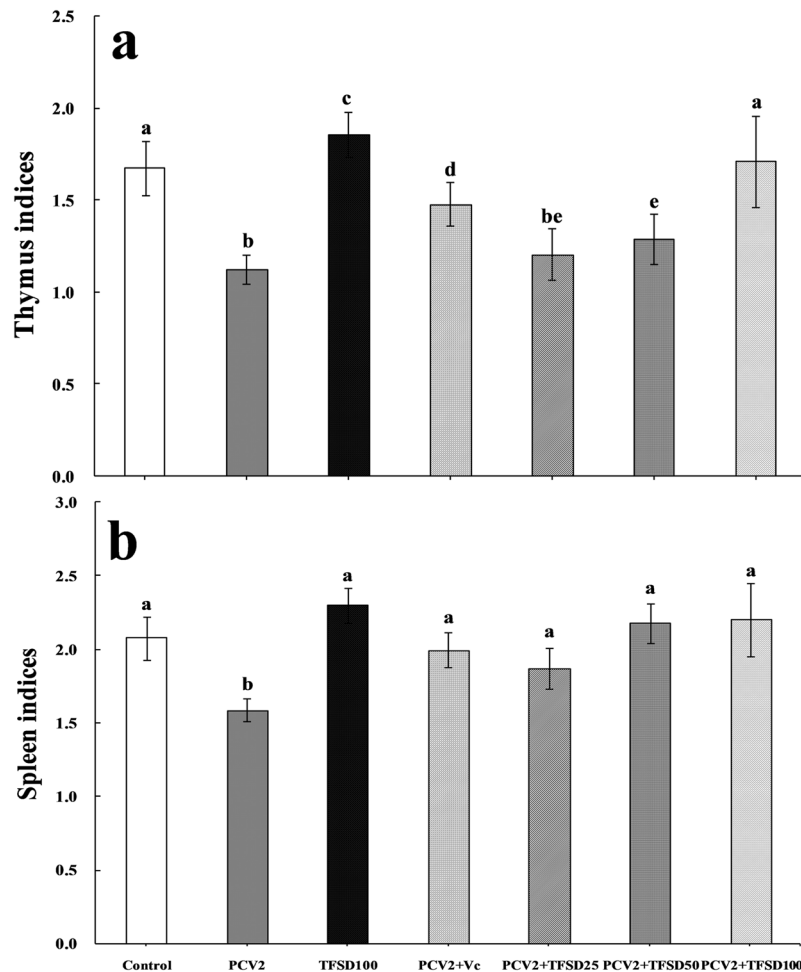 a
Thymus indices
2.5
2.0
1.5
1.0
0.5
0.0
a
b
c
d
be
e
a
b
Spleen indices
3.0
2.5
2.0
1.5
1.0
0.5
0.0
a
b
a
a
a
a
a
Control PCV2 TFSD100 PCV2+Vc PCV2+TFSD25 PCV2+TFSD50 PCV2+TFSD100